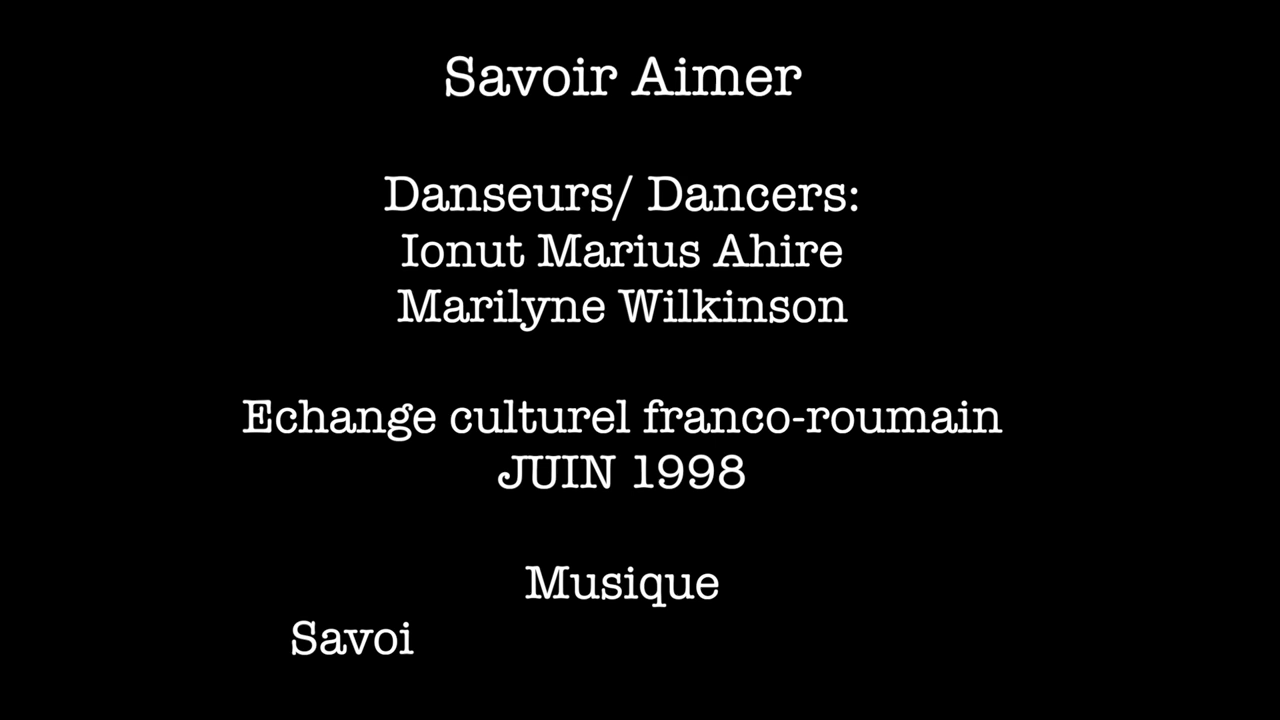 Savoir Aimer
Danseurs/ Dancers:
Ionut Marius Ahire
Marilyne Wilkinson
Echange culturel franco-roumain
JUIN 1998
Musique
Savoi